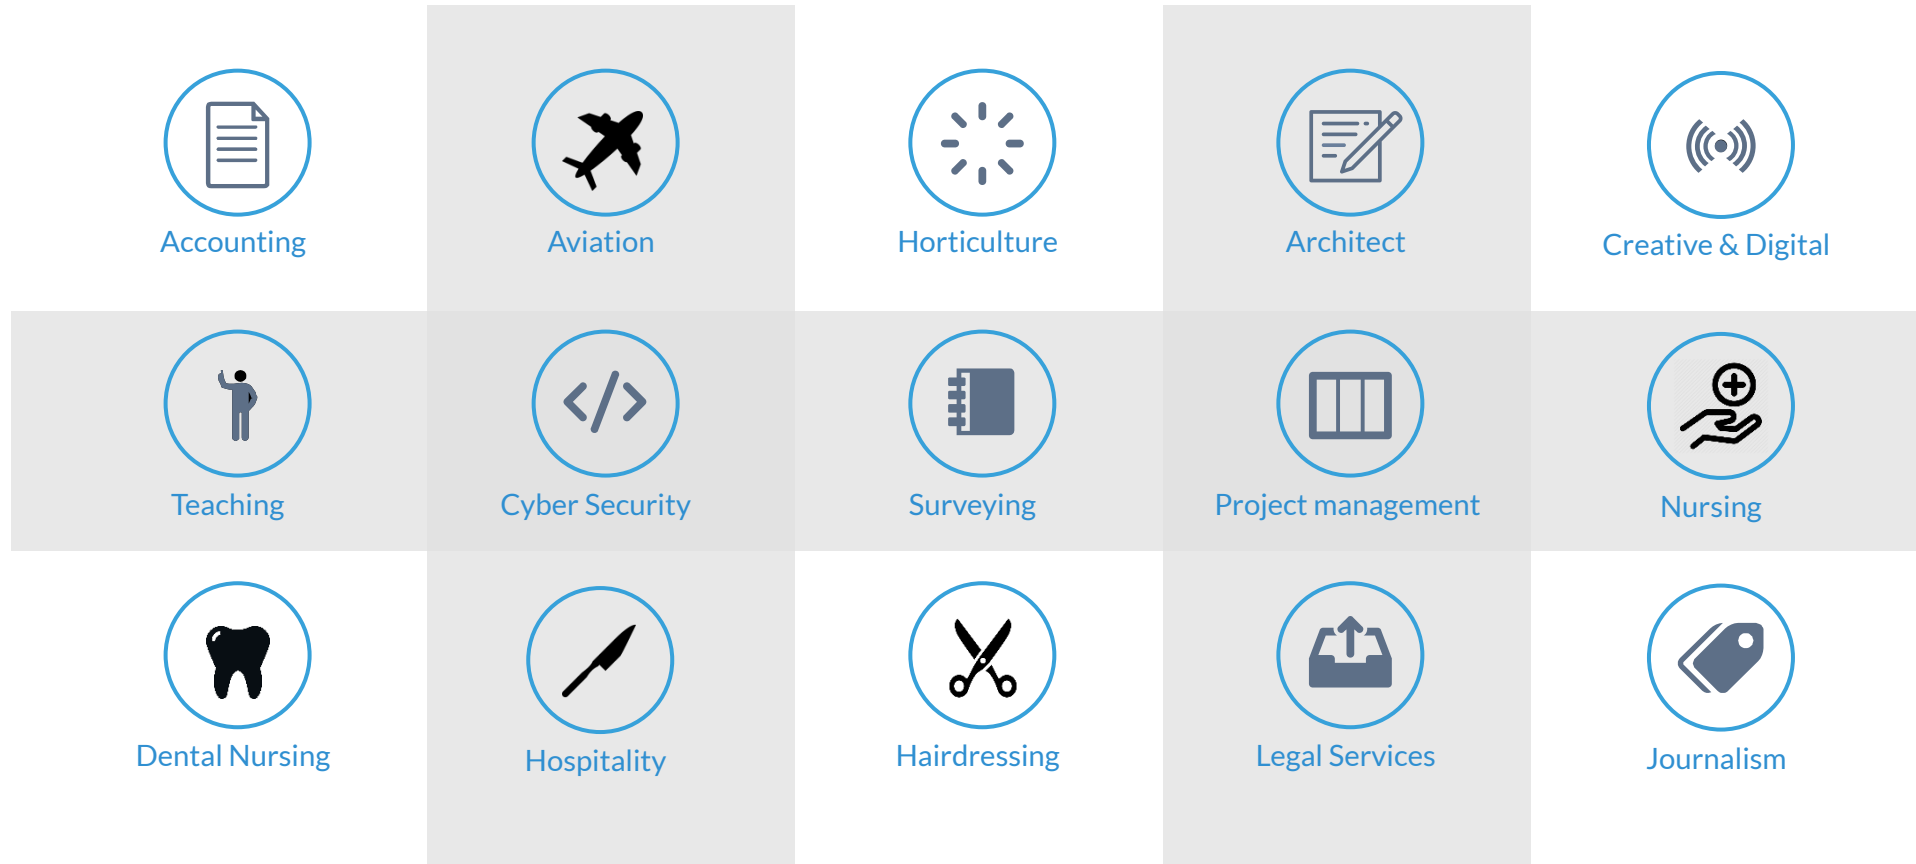 Accounting
Aviation
Horticulture
Architect
Creative & Digital
Teaching
Cyber Security
Surveying
Project management
Nursing
Dental Nursing
Hospitality
Hairdressing
Legal Services
Journalism